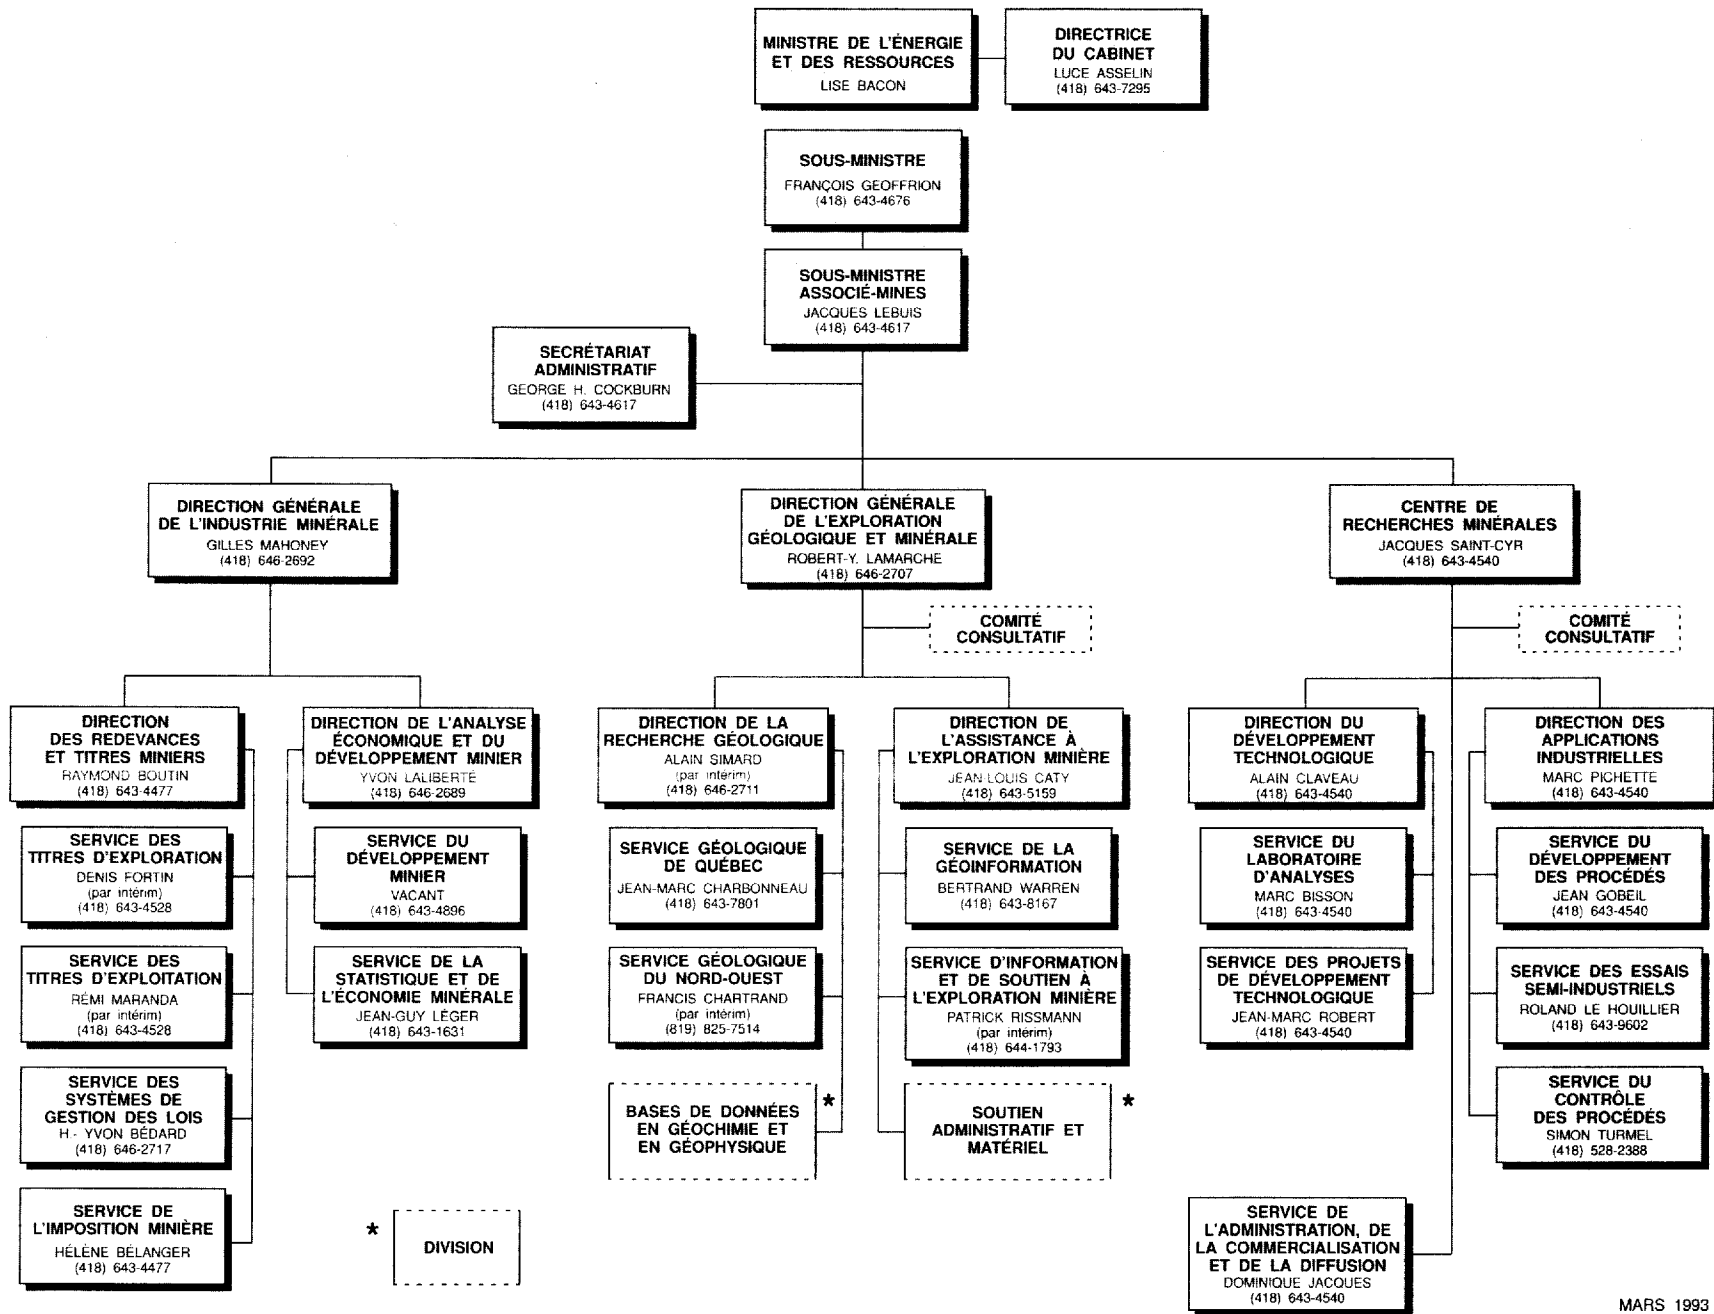 MINISTRE DE L'ÉNERGIE
ET DES RESSOURCES
LISE BACON
DIRECTRICE
DU CABINET
LUCE ASSELIN
(418) 643-7295
SOUS-MINISTRE
FRANÇOIS GEOFFRION
(418) 643-4676
SOUS-MINISTRE
ASSOCIÉ-MINES
JACQUES LEBUIS
(418) 643-4617
SECRÉTARIAT
ADMINISTRATIF
GEORGE H. COCKBURN
(418) 643-4617
DIRECTION GÉNÉRALE
DE L'INDUSTRIE MINÉRALE
GILLES MAHONEY
(418) 646-2692
DIRECTION GÉNÉRALE
DE L'EXPLORATION
GÉOLOGIQUE ET MINÉRALE
ROBERT-Y. LAMARCHE
(418) 646-2707
CENTRE DE
RECHERCHES MINÉRALES
JACQUES SAINT-CYR
(418) 643-4540
COMITÉ
CONSULTATIF
COMITÉ
CONSULTATIF
DIRECTION
DES REDEVANCES
ET TITRES MINIERS
RAYMOND BOUTIN
(418) 643-4477
DIRECTION DE L'ANALYSE
ÉCONOMIQUE ET DU
DÉVELOPPEMENT MINIER
YVON LALIBERTÉ
(418) 646-2689
DIRECTION DE LA
RECHERCHE GÉOLOGIQUE
ALAIN SIMARD
(par intérim)
(418) 646-2711
DIRECTION DE
L'ASSISTANCE À
L'EXPLORATION MINIÈRE
JEAN-LOUIS CATY
(418) 643-5159
DIRECTION DU
DÉVELOPPEMENT
TECHNOLOGIQUE
ALAIN CLAVEAU
(418) 643-4540
DIRECTION DES
APPLICATIONS
INDUSTRIELLES
MARC PICHETTE
(418) 643-4540
SERVICE DES
TITRES D'EXPLORATION
DENIS FORTIN
(par intérim)
(418) 643-4528
SERVICE DU
DÉVELOPPEMENT
MINIER
VACANT
(418) 643-4896
SERVICE GÉOLOGIQUE
DE QUÉBEC
JEAN-MARC CHARBONNEAU
(418) 643-7801
SERVICE DE LA
GÉOINFORMATION
BERTRAND WARREN
(418) 643-8167
SERVICE DU
LABORATOIRE
D'ANALYSES
MARC BISSON
(418) 643-4540
SERVICE DU
DÉVELOPPEMENT
DES PROCÉDÉS
JEAN GOBEIL
(418) 643-4540
SERVICE DES
TITRES D'EXPLOITATION
RÉMI MARANDA
(par intérim)
(418) 643-4528
SERVICE DE LA
STATISTIQUE ET DE
L'ÉCONOMIE MINÉRALE
JEAN-GUY LÉGER
(418) 643-1631
SERVICE GÉOLOGIQUE
DU NORD-OUEST
FRANCIS CHARTRAND
(par intérim)
(819) 825-7514
SERVICE D'INFORMATION
ET DE SOUTIEN À
L'EXPLORATION MINIÈRE
PATRICK RISSMANN
(par intérim)
(418) 644-1793
SERVICE DES PROJETS
DE DÉVELOPPEMENT
TECHNOLOGIQUE
JEAN-MARC ROBERT
(418) 643-4540
SERVICE DES ESSAIS
SEMI-INDUSTRIELS
ROLAND LE HOUILLIER
(418) 643-9602
SERVICE DES
SYSTÈMES DE
GESTION DES LOIS
H.- YVON BÉDARD
(418) 646-2717
BASES DE DONNÉES
EN GÉOCHIMIE ET
EN GÉOPHYSIQUE
*
SOUTIEN
ADMINISTRATIF ET
MATÉRIEL
*
SERVICE DU
CONTRÔLE
DES PROCÉDÉS
SIMON TURMEL
(418) 528-2388
SERVICE DE
L'IMPOSITION MINIÈRE
HÉLÈNE BÉLANGER
(418) 643-4477
* DIVISION
SERVICE DE
L'ADMINISTRATION, DE
LA COMMERCIALISATION
ET DE LA DIFFUSION
DOMINIQUE JACQUES
(418) 643-4540
MARS 1993